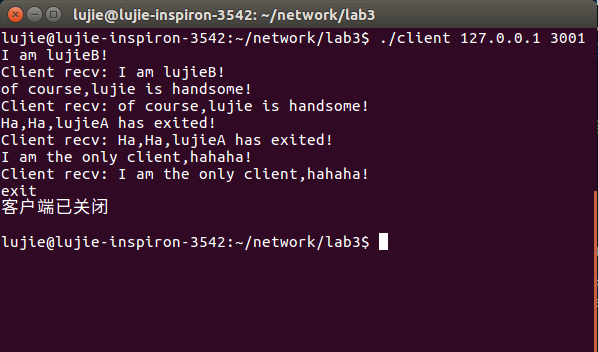 lujie@lujie-inspiron-3542: ~/network/lab3
lujie@lujie-inspiron-3542:~/network/lab3$ ./client 127.0.0.1 3001
I am lujieB!
Client recv: I am lujieB!
of course,lujie is handsome!
Client recv: of course,lujie is handsome!
Ha,Ha,lujieA has exited!
Client recv: Ha,Ha,lujieA has exited!
I am the only client,hahaha!
Client recv: I am the only client,hahaha!
exit
客户端已关闭
lujie@lujie-inspiron-3542:~/network/lab3$